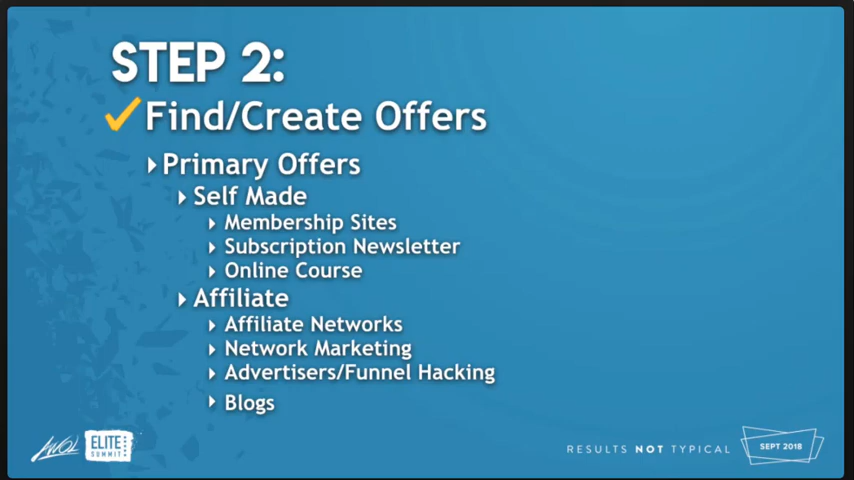 STEP 2:
Find/Create Offers
Primary Offers
Self Made
Membership Sites
Subscription Newsletter
Online Course
Affiliate
Affiliate Networks
Network Marketing
Advertisers/Funnel Hacking
Blogs
AWOL ELITE
SUMMIT
RESULTS NOT TYPICAL
SEPT 2018